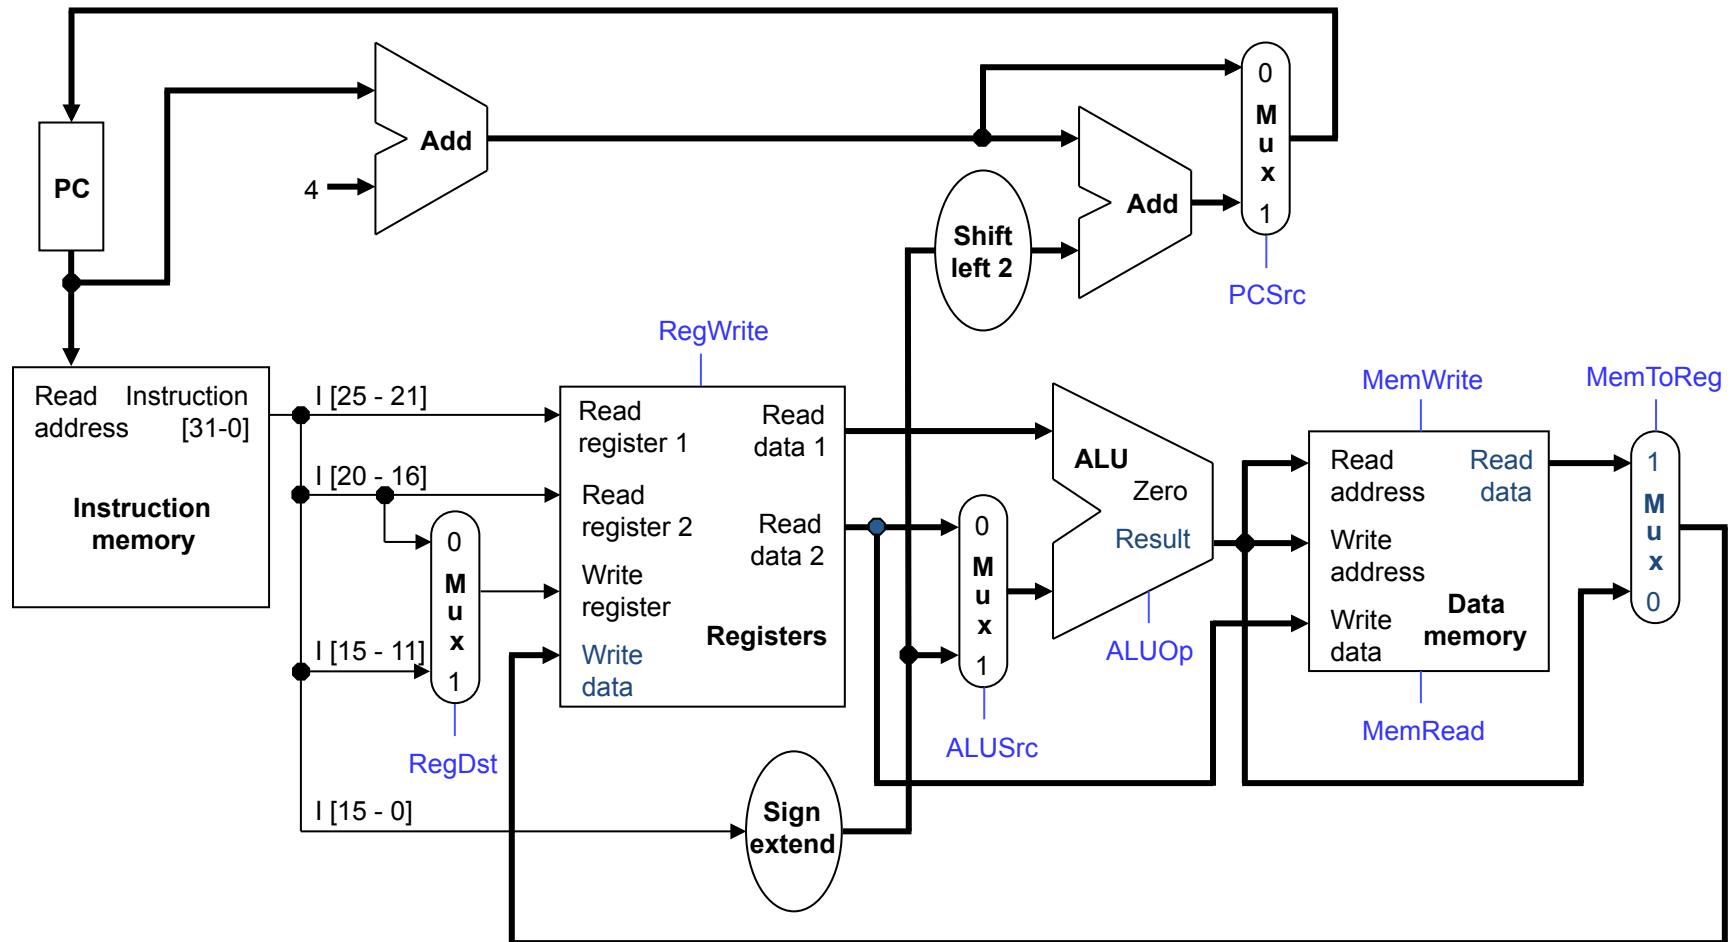 PC
Add
4
Add
Shift
left 2
0
M
u
x
1
PCSrc
Read address
Instruction [31-0]
Instruction
memory
I [25 - 21]
I [20 - 16]
I [15 - 11]
I [15 - 0]
0
M
u
x
1
RegDst
RegWrite
Read
register 1
Read
register 2
Write
register
Write
data
Read
data 1
Read
data 2
Registers
Sign
extend
0
M
u
x
1
ALUSrc
ALU
Zero
Result
ALUOp
MemWrite
Read
address
Write
address
Write
data
Read
data
Data
memory
MemRead
MemToReg
1
M
u
x
0